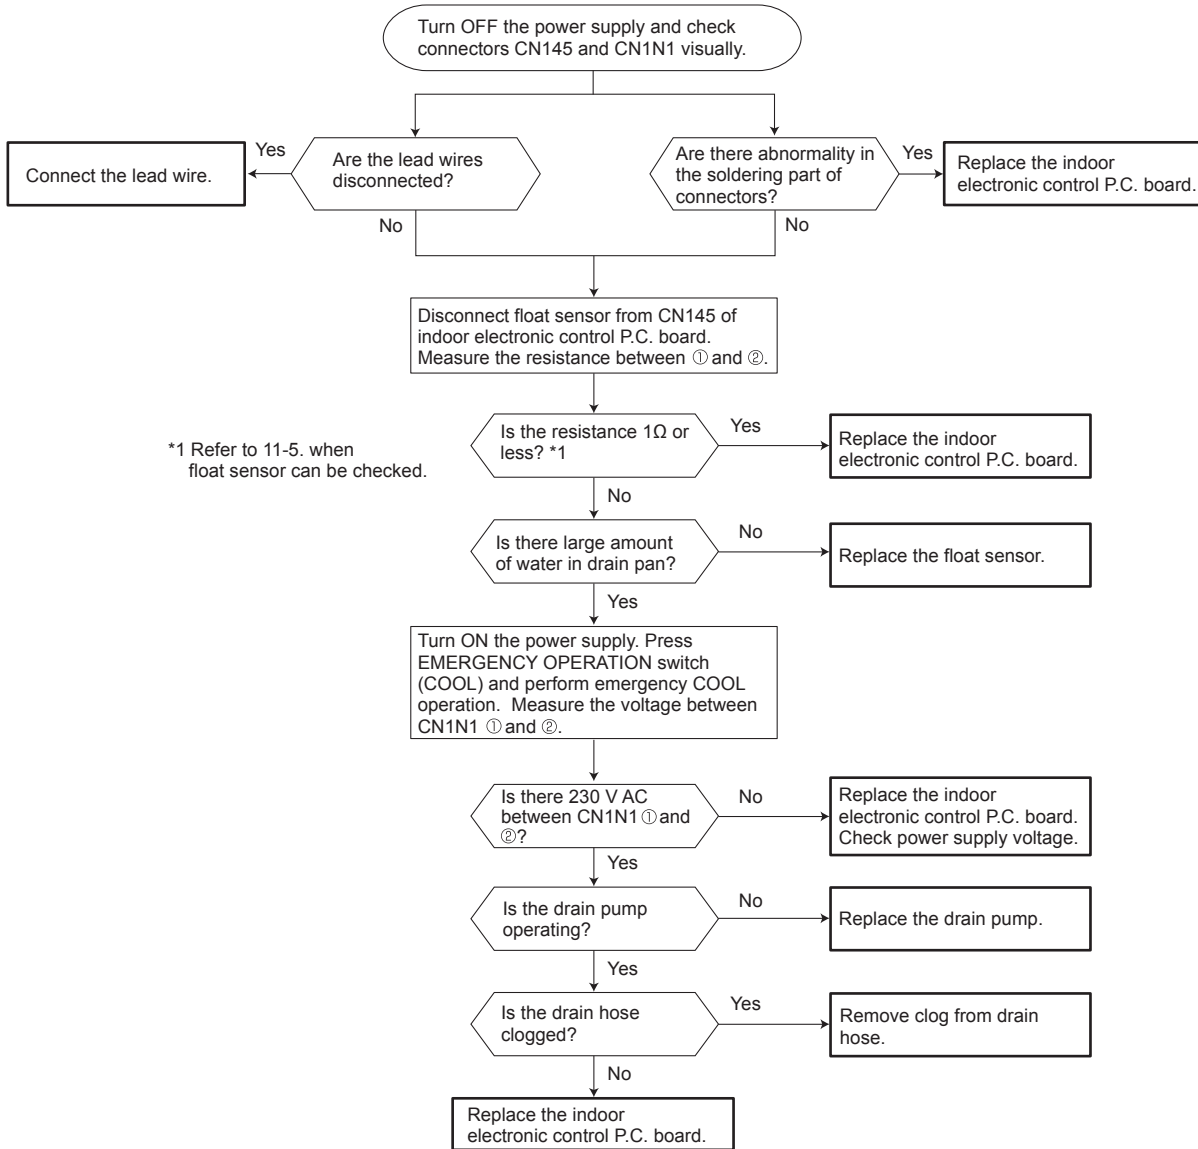 Turn OFF the power supply and check
connectors CN145 and CN1N1 visually.
Yes
Are the lead wires
disconnected?
Connect the lead wire.
No
Are there abnormality in
the soldering part of
connectors?
Yes
Replace the indoor
electronic control P.C. board.
No
Disconnect float sensor from CN145 of
indoor electronic control P.C. board.
Measure the resistance between ① and ②.
*1 Refer to 11-5. when
float sensor can be checked.
Is the resistance 1Ω or
less? *1
Yes
Replace the indoor
electronic control P.C. board.
No
Is there large amount
of water in drain pan?
No
Replace the float sensor.
Yes
Turn ON the power supply. Press
EMERGENCY OPERATION switch
(COOL) and perform emergency COOL
operation. Measure the voltage between
CN1N1 ① and ②.
Is there 230 V AC
between CN1N1 ① and
②?
No
Replace the indoor
electronic control P.C. board.
Check power supply voltage.
Yes
Is the drain pump
operating?
No
Replace the drain pump.
Yes
Is the drain hose
clogged?
Yes
Remove clog from drain
hose.
No
Replace the indoor
electronic control P.C. board.